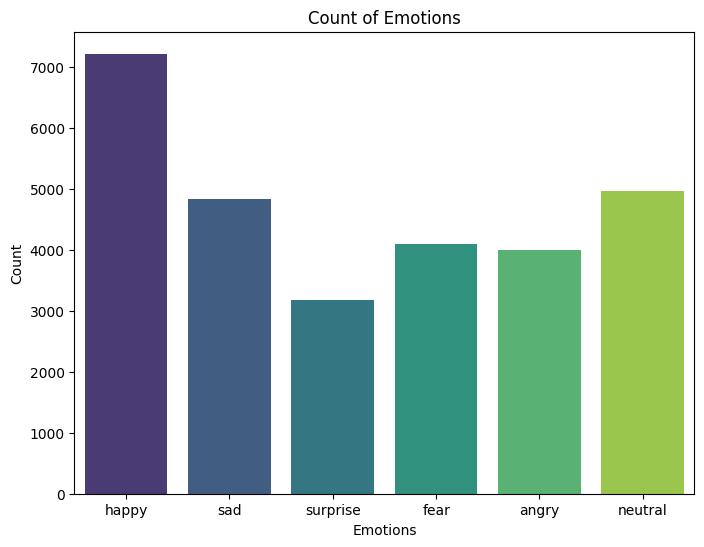 Count of Emotions
7000
6000
5000
4000
3000
2000
1000
0
Count
happy sad surprise fear angry neutral
Emotions